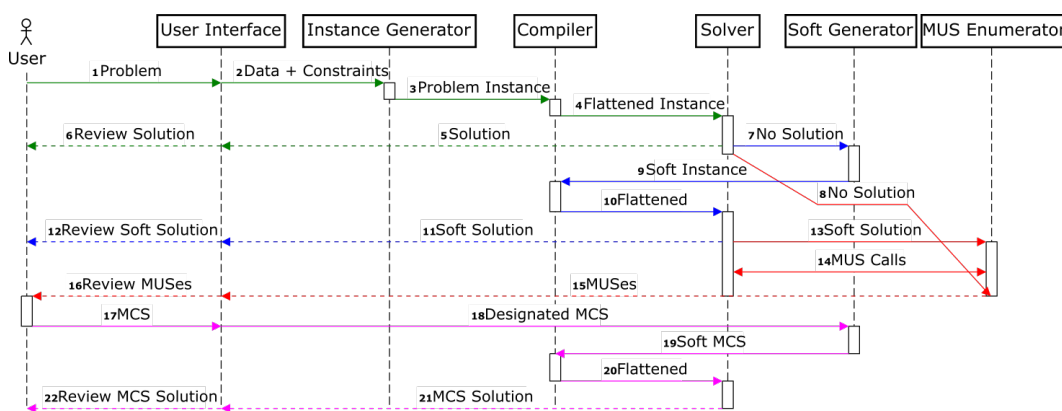 User
User Interface
Instance Generator
Compiler
Solver
Soft Generator
MUS Enumerator
1Problem
2Data + Constraints
3Problem Instance
4Flattened Instance
5Solution
6Review Solution
7No Solution
8No Solution
9Soft Instance
10Flattened
11Soft Solution
12Review Soft Solution
13Soft Solution
14MUS Calls
15MUSes
16Review MUSes
17MCS
18Designated MCS
19Soft MCS
20Flattened
21MCS Solution
22Review MCS Solution